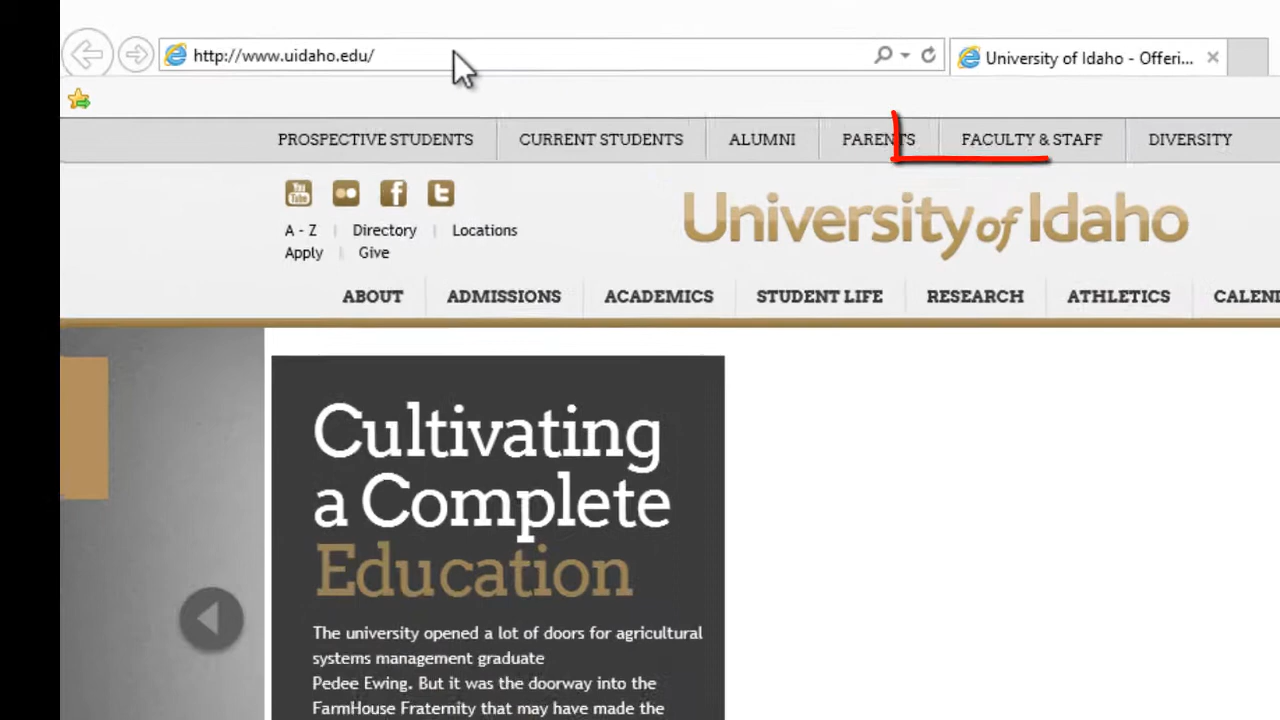 http://www.uidaho.edu/
University of Idaho - Offeri...
PROSPECTIVE STUDENTS CURRENT STUDENTS ALUMNI PARENTS FACULTY & STAFF DIVERSITY
You Tube
A - Z Directory Locations
Apply Give
University of Idaho
ABOUT ADMISSIONS ACADEMICS STUDENT LIFE RESEARCH ATHLETICS CALEN
Cultivating
a Complete
Education
The university opened a lot of doors for agricultural
systems management graduate
Pedee Ewing. But it was the doorway into the
FarmHouse Fraternity that may have made the